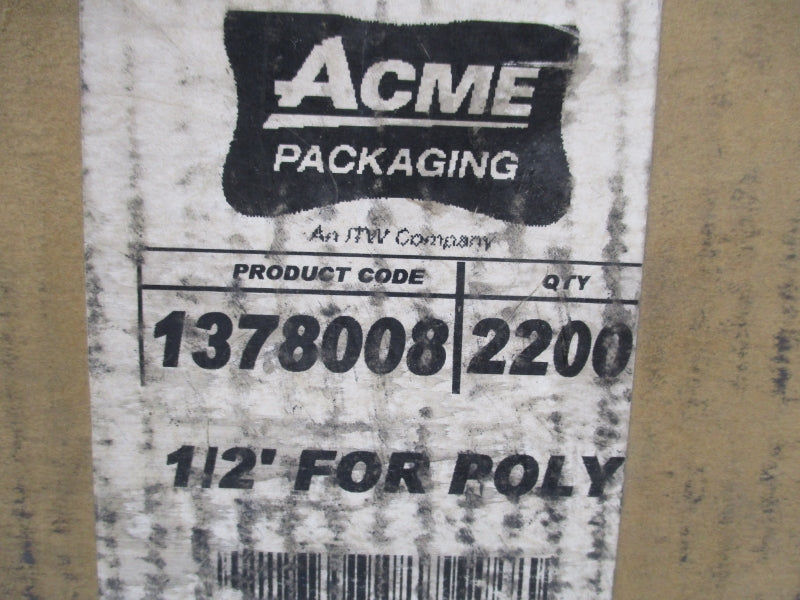 ACME
PACKAGING
An ITW Company
PRODUCT CODE QTY
1378008 2200
1/2' FOR POLY